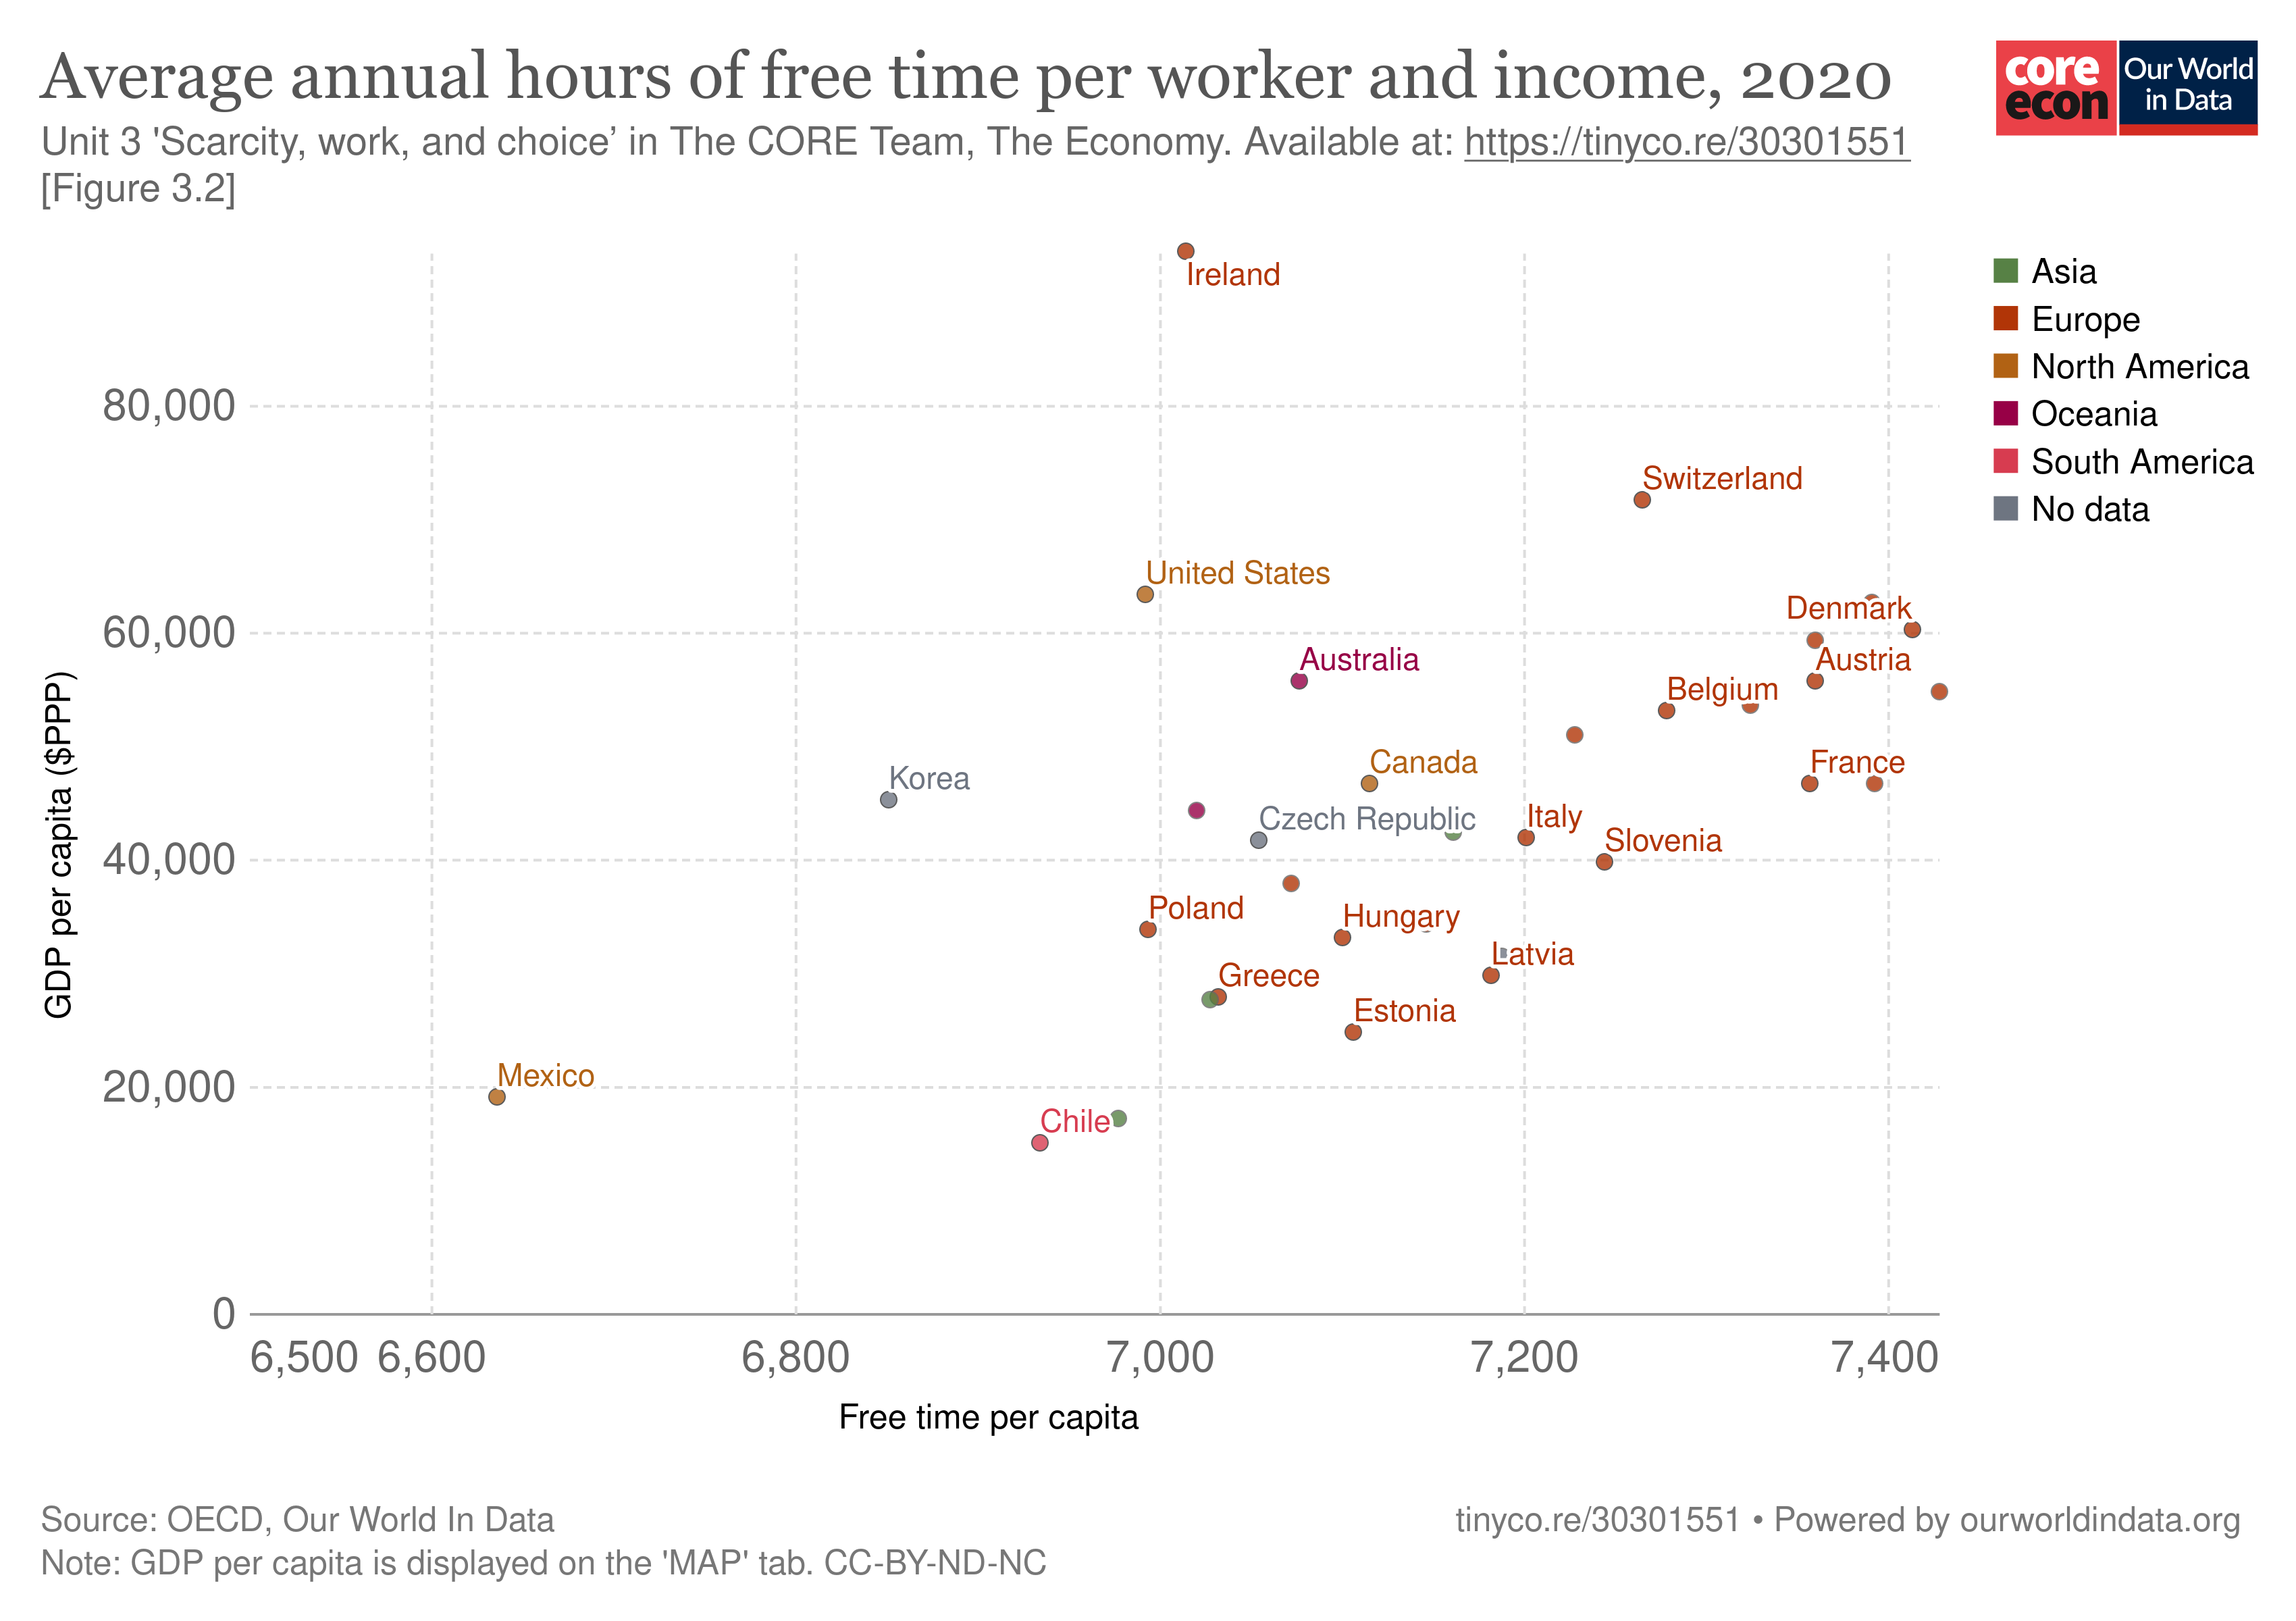 Average annual hours of free time per worker and income, 2020
Unit 3 'Scarcity, work, and choice’ in The CORE Team, The Economy. Available at: https://tinyco.re/30301551
[Figure 3.2]
core
econ
Our World
in Data
Asia
Europe
North America
Oceania
South America
No data
GDP per capita ($PPP)
80,000
60,000
40,000
20,000
0
Ireland
Switzerland
United States
Denmark
Australia
Austria
Belgium
Canada
France
Korea
Czech Republic
Italy
Slovenia
Poland
Hungary
Latvia
Greece
Estonia
Mexico
Chile
6,500
6,600
6,800
7,000
7,200
7,400
Free time per capita
Source: OECD, Our World In Data
tinyco.re/30301551 • Powered by ourworldindata.org
Note: GDP per capita is displayed on the 'MAP' tab. CC-BY-ND-NC